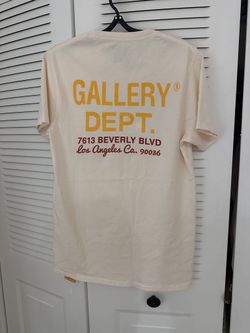 GALLERY®
DEPT.
7613 BEVERLY BLVD
Los Angeles Ca. 90036